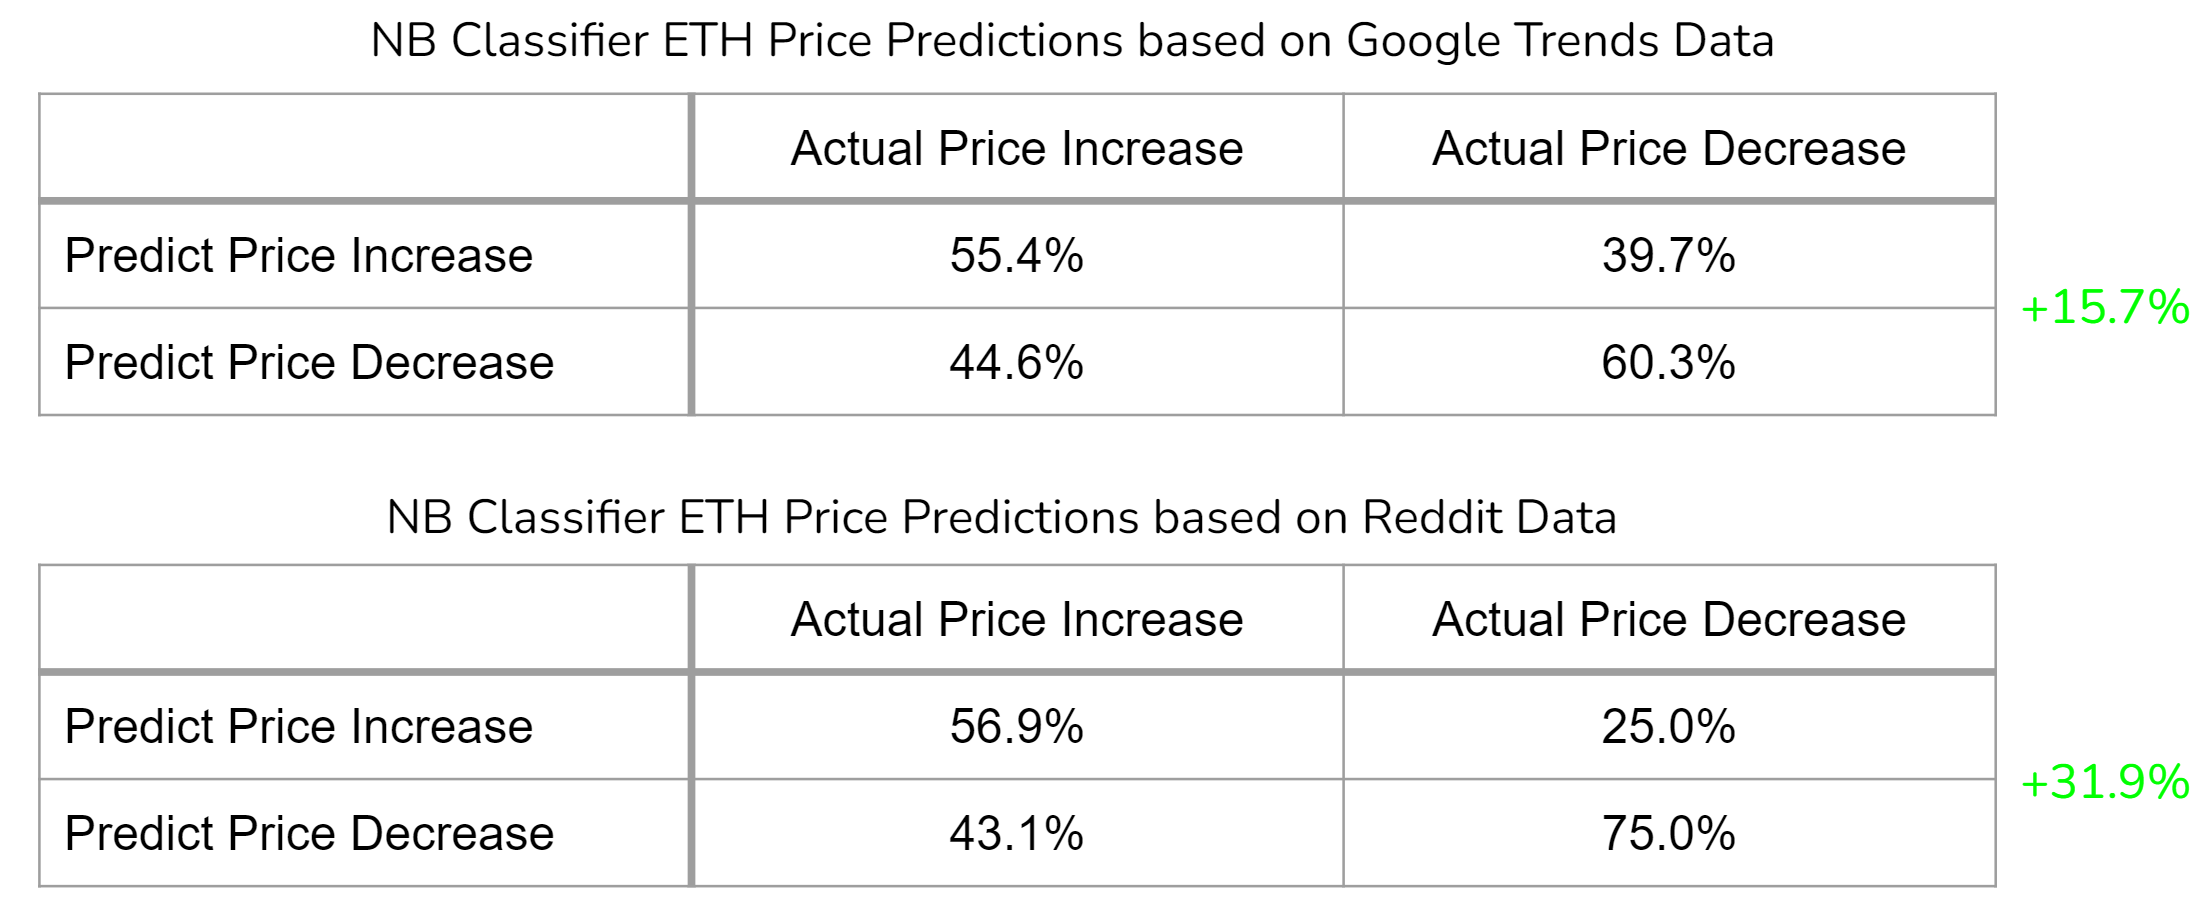 NB Classifier ETH Price Predictions based on Google Trends Data
Actual Price Increase Actual Price Decrease
Predict Price Increase 55.4% 39.7%
+15.7%
Predict Price Decrease 44.6% 60.3%
NB Classifier ETH Price Predictions based on Reddit Data
Actual Price Increase Actual Price Decrease
Predict Price Increase 56.9% 25.0%
+31.9%
Predict Price Decrease 43.1% 75.0%